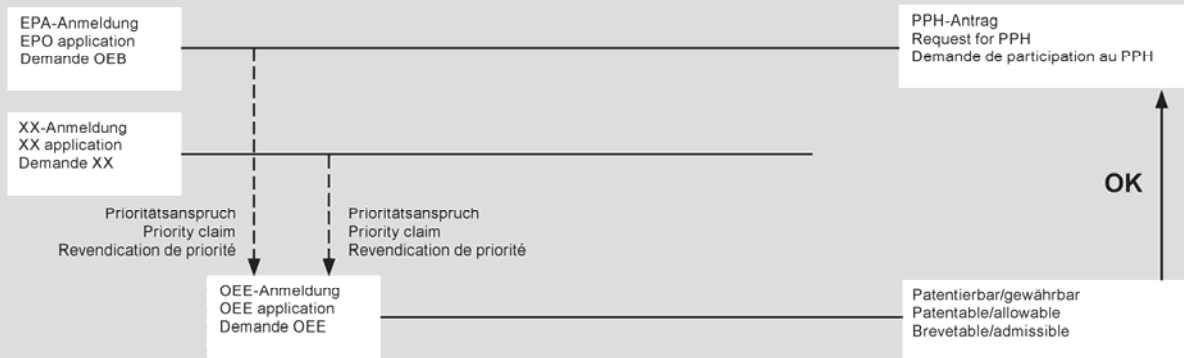 EPA-Anmeldung
EPO application
Demande OEB
PPH-Antrag
Request for PPH
Demande de participation au PPH
XX-Anmeldung
XX application
Demande XX
OK
Prioritätsanspruch
Priority claim
Revendication de priorité
Prioritätsanspruch
Priority claim
Revendication de priorité
OEE-Anmeldung
OEE application
Demande OEE
Patentierbar/gewährbar
Patentable/allowable
Brevetable/admissible